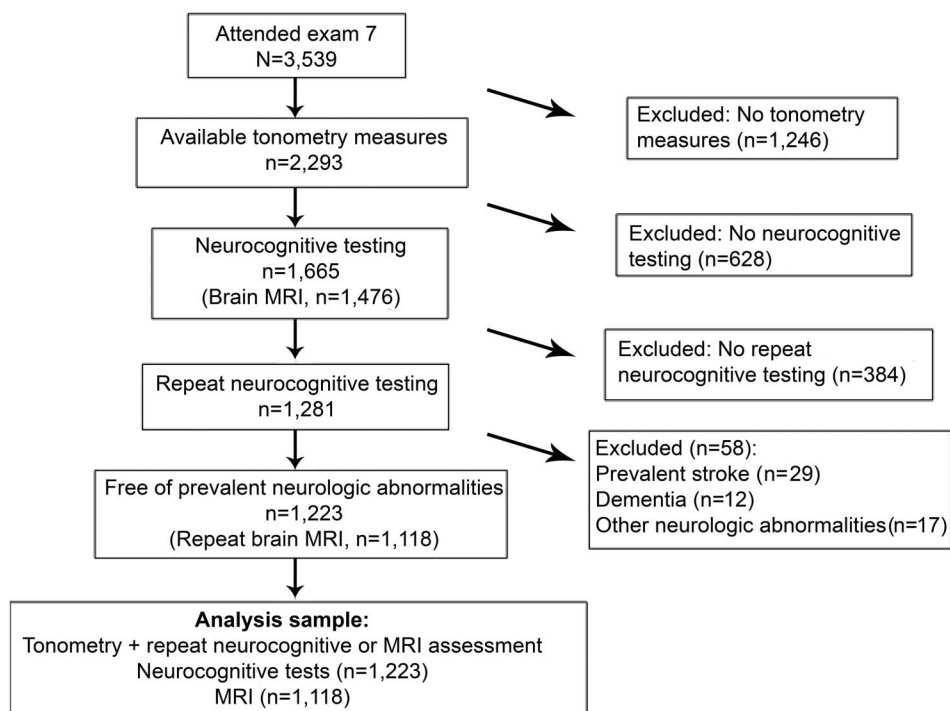 Attended exam 7
N=3,539
Excluded: No tonometry
measures (n=1,246)
Available tonometry measures
n=2,293
Excluded: No neurocognitive
testing (n=628)
Neurocognitive testing
n=1,665
(Brain MRI, n=1,476)
Excluded: No repeat
neurocognitive testing (n=384)
Repeat neurocognitive testing
n=1,281
Excluded (n=58):
Prevalent stroke (n=29)
Dementia (n=12)
Other neurologic abnormalities(n=17)
Free of prevalent neurologic abnormalities
n=1,223
(Repeat brain MRI, n=1,118)
Analysis sample:
Tonometry + repeat neurocognitive or MRI assessment
Neurocognitive tests (n=1,223)
MRI (n=1,118)